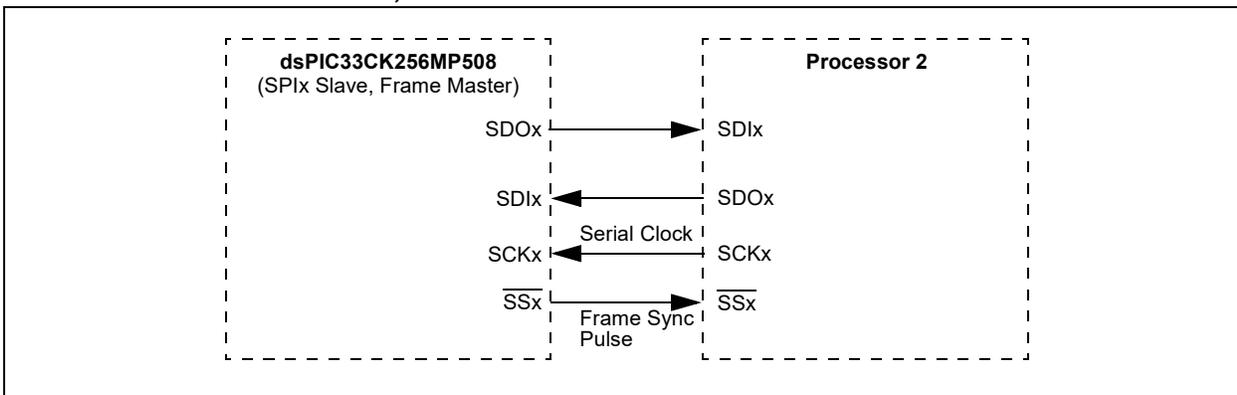 dsPIC33CK256MP508
(SPIx Slave, Frame Master)
Processor 2
SDOx
SDIx
SDIx
SDOx
Serial Clock
SCKx
SCKx
SSx
SSx
Frame Sync
Pulse